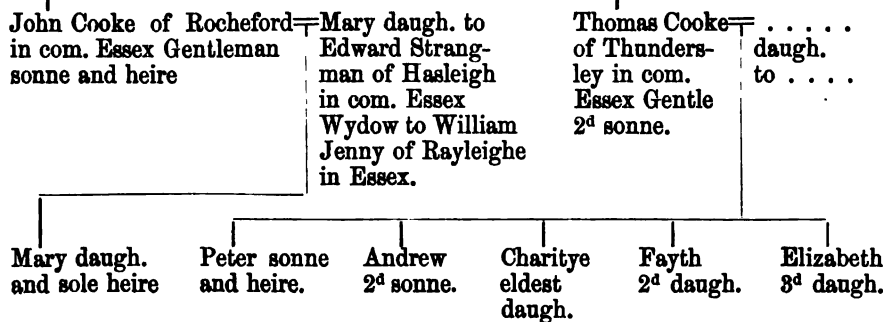 John Cooke of Rocheford
in com. Essex Gentleman
sonne and heire
Mary daugh. to
Edward Strang-
man of Hasleigh
in com. Essex
Wydow to William
Jenny of Rayleighe
in Essex.
Thomas Cooke
of Thunders-
ley in com.
Essex Gentle
2d sonne.
. . . . .
daugh.
to . . . .
Mary daugh.
and sole heire
Peter sonne
and heire.
Andrew
2d sonne.
Charitye
eldest
daugh.
Fayth
2d daugh.
Elizabeth
3d daugh.